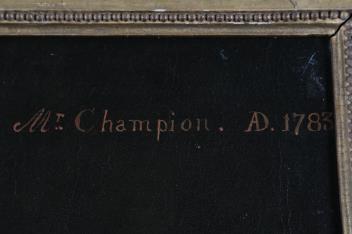 Mr. Champion. AD. 1783